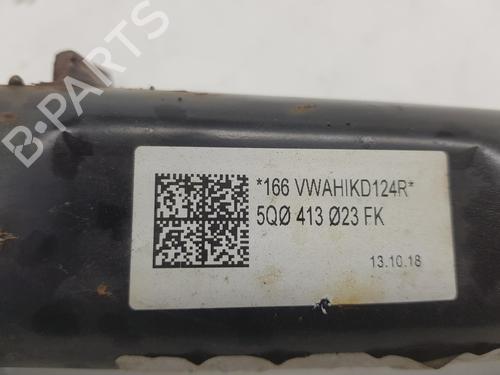 B-PARTS
*166 VWAHIKD124R*
5QØ 413 Ø23 FK
13.10.18